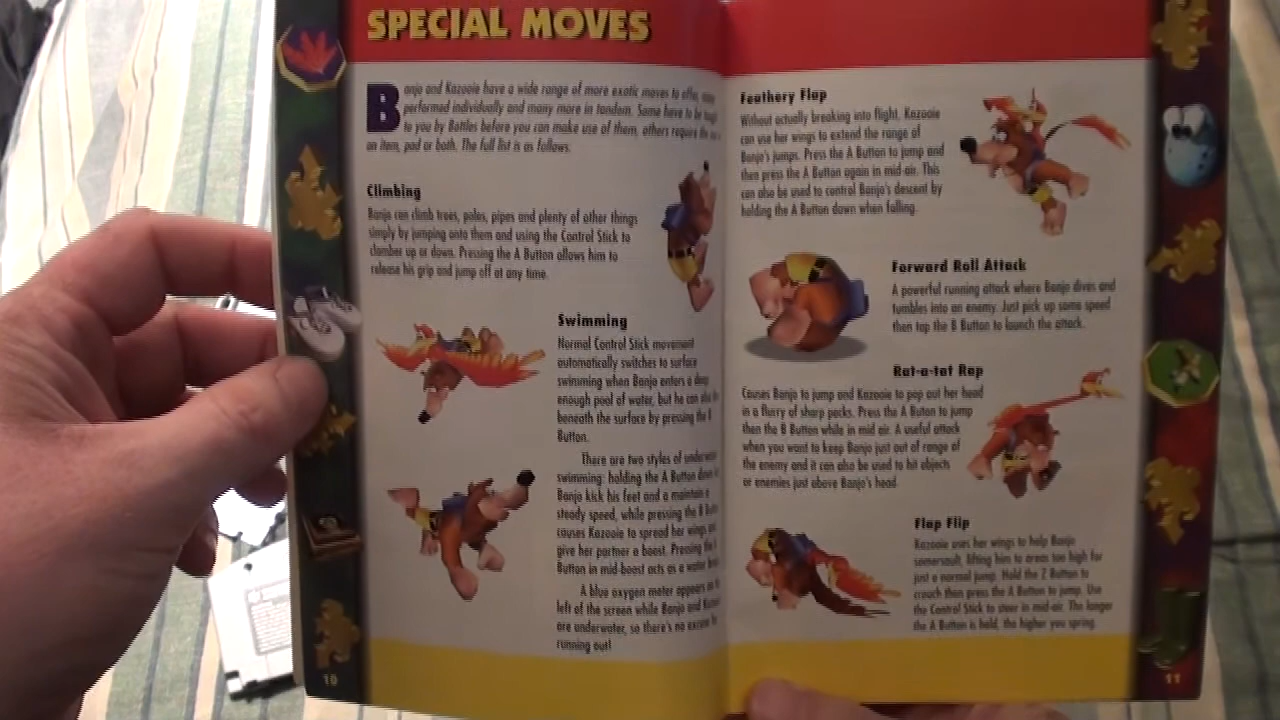 SPECIAL MOVES
Banjo and Kazooie have a wide range of more exotic moves to offer, many
performed individually and many more in tandem. Some have to be taught
to you by Bottles before you can make use of them, others require the use of
an item, pad or both. The full list is as follows:
Climbing
Banjo can climb trees, poles, pipes and plenty of other things
simply by jumping onto them and using the Control Stick to
clamber up or down. Pressing the A Button allows him to
release his grip and jump off at any time.
Swimming
Normal Control Stick movement
automatically switches to surface
swimming when Banjo enters a deep
enough pool of water, but he can also
beneath the surface by pressing the B
Button.
There are two styles of underwater
swimming: holding the A Button down
Banjo kick his feet and a maintain a
steady speed, while pressing the B Button
causes Kazooie to spread her wings and
give her partner a boost. Pressing the
Button in mid-boost acts as a water
A blue oxygen meter appears
left of the screen while Banjo and Kazooie
are underwater, so there's no excuse for
running out!
10
Feathery Flap
Without actually breaking into flight, Kazooie
can use her wings to extend the range of
Banjo's jumps. Press the A Button to jump and
then press the A Button again in mid-air. This
can also be used to control Banjo's descent by
holding the A Button down when falling.
Forward Roll Attack
A powerful running attack where Banjo dives and
tumbles into an enemy. Just pick up some speed
then tap the B Button to launch the attack.
Rat-a-tat Rap
Causes Banjo to jump and Kazooie to pop out her head
in a flurry of sharp pecks. Press the A Buton to jump
then the B Button while in mid air. A useful attack
when you want to keep Banjo just out of range of
the enemy and it can also be used to hit objects
or enemies just above Banjo's head.
Flap Flip
Kazooie uses her wings to help Banjo
somersault, lifting him to areas too high for
just a normal jump. Hold the Z Button to
crouch then press the A Button to jump. Use
the Control Stick to steer in mid-air. The longer
the A Button is held, the higher you spring.
11